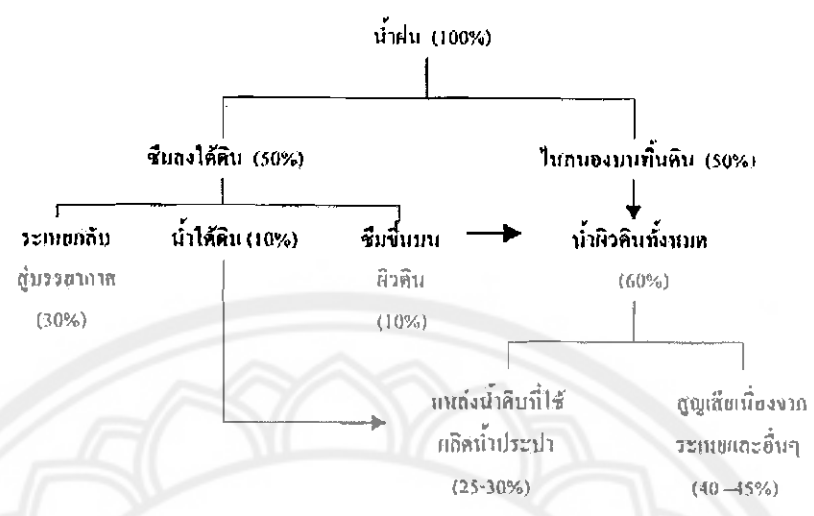 น้ำฝน (100%)
ซึมลงใต้ดิน (50%)
ไหลนองบนพื้นดิน (50%)
ระเหยกลับ
สู่บรรยากาศ
(30%)
น้ำใต้ดิน (10%)
ซึมขึ้นบน
ผิวดิน
(10%)
น้ำผิวดินทั้งหมด
(60%)
แหล่งน้ำดิบที่ใช้
ผลิตน้ำประปา
(25-30%)
สูญเสียเนื่องจาก
ระเหยและอื่นๆ
(40 –45%)